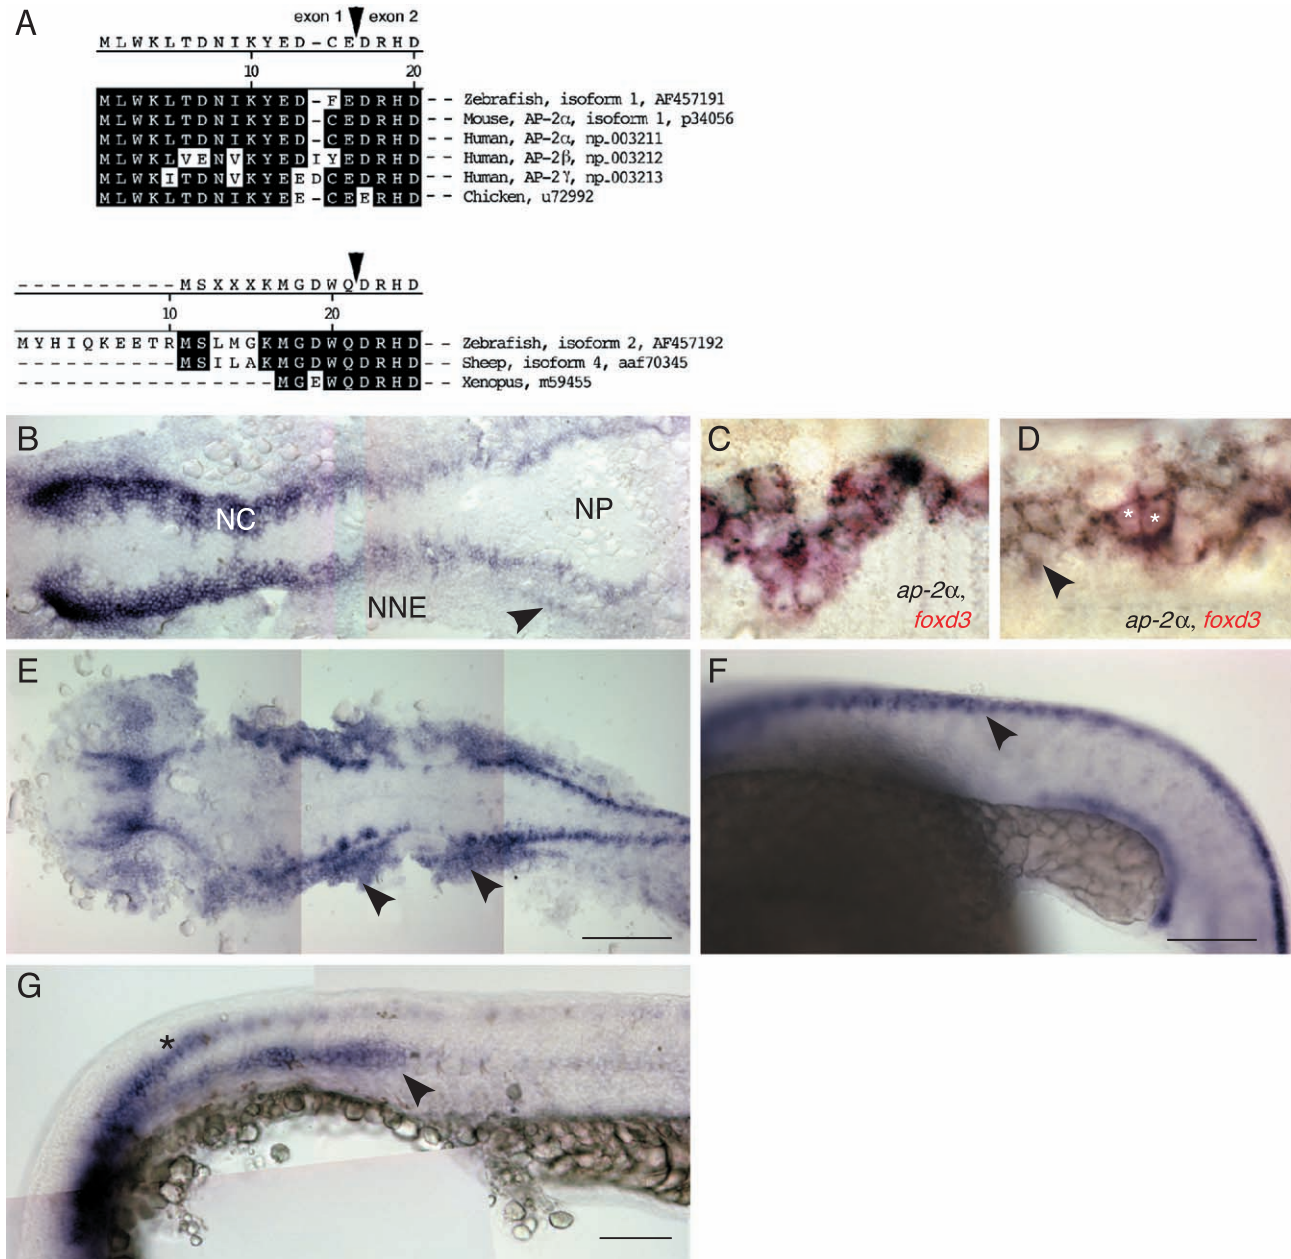 A
exon 1 exon 2
M L W K L T D N I K Y E D - C E D R H D
10 20
M L W K L T D N I K Y E D - F E D R H D - - Zebrafish, isoform 1, AF457191
M L W K L T D N I K Y E D - C E D R H D - - Mouse, AP-2α, isoform 1, p34056
M L W K L T D N I K Y E D - C E D R H D - - Human, AP-2α, np_003211
M L W K L V E N V K Y E D I Y E D R H D - - Human, AP-2β, np_003212
M L W K I T D N V K Y E E D C E D R H D - - Human, AP-2γ, np_003213
M L W K L T D N I K Y E E - C E E R H D - - Chicken, u72992
- - - - - - - - - - M S X X X K M G D W Q D R H D
10 20
M Y H I Q K E E T R M S L M G K M G D W Q D R H D - - Zebrafish, isoform 2, AF457192
- - - - - - - - - - M S I L A K M G D W Q D R H D - - Sheep, isoform 4, aaf70345
- - - - - - - - - - - - - - - - M G E W Q D R H D - - Xenopus, m59455
B
NC
NP
NNE
C
ap-2α,
foxd3
D
* *
ap-2α, foxd3
E
F
G
*